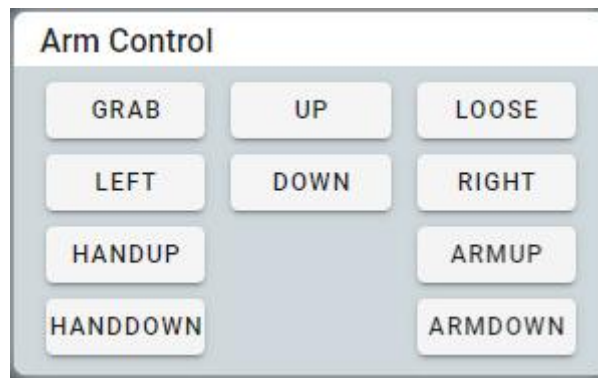 Arm Control
GRAB UP LOOSE
LEFT DOWN RIGHT
HANDUP ARMUP
HANDDOWN ARMDOWN